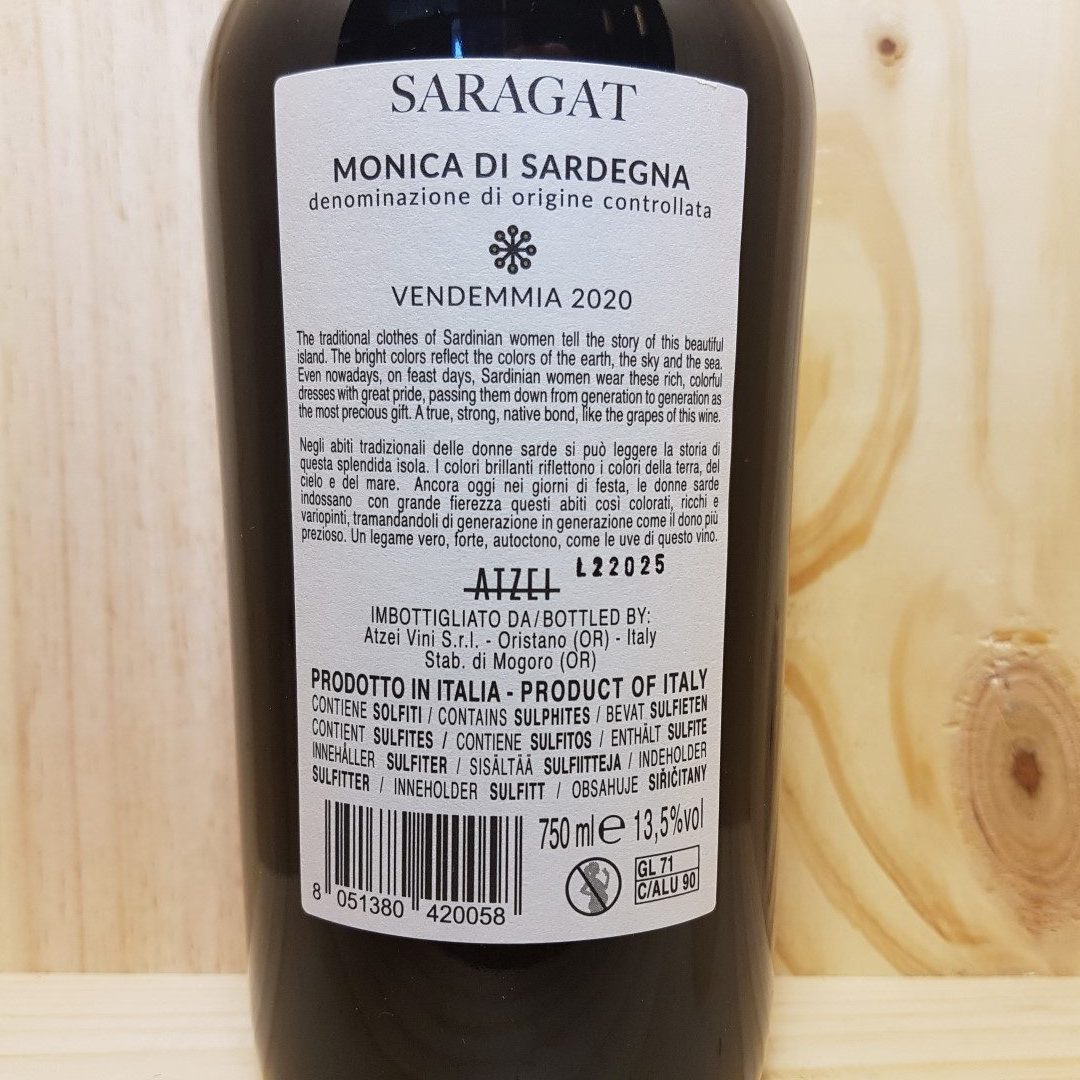 SARAGAT
MONICA DI SARDEGNA
denominazione di origine controllata
VENDEMMIA 2020
The traditional clothes of Sardinian women tell the story of this beautiful
island. The bright colors reflect the colors of the earth, the sky and the sea.
Even nowadays, on feast days, Sardinian women wear these rich, colorful
dresses with great pride, passing them down from generation to generation as
the most precious gift. A true, strong, native bond, like the grapes of this wine.
Negli abiti tradizionali delle donne sarde si può leggere la storia di
questa splendida isola. I colori brillanti riflettono i colori della terra, del
cielo e del mare. Ancora oggi nei giorni di festa, le donne sarde
indossano con grande fierezza questi abiti così colorati, ricchi e
variopinti, tramandandoli di generazione in generazione come il dono più
prezioso. Un legame vero, forte, autoctono, come le uve di questo vino.
ATZEI L22025
IMBOTTIGLIATO DA/BOTTLED BY:
Atzei Vini S.r.l. - Oristano (OR) - Italy
Stab. di Mogoro (OR)
PRODOTTO IN ITALIA - PRODUCT OF ITALY
CONTIENE SOLFITI / CONTAINS SULPHITES / BEVAT SULFIETEN
CONTIENT SULFITES / CONTIENE SULFITOS / ENTHÄLT SULFITE
INNEHÅLLER SULFITER / SISÄLTÄÄ SULFIITTEJA / INDEHOLDER
SULFITTER / INNEHOLDER SULFITT / OBSAHUJE SIŘIČITANY
750 ml e 13,5%vol
GL 71
C/ALU 90
8 051380 420058